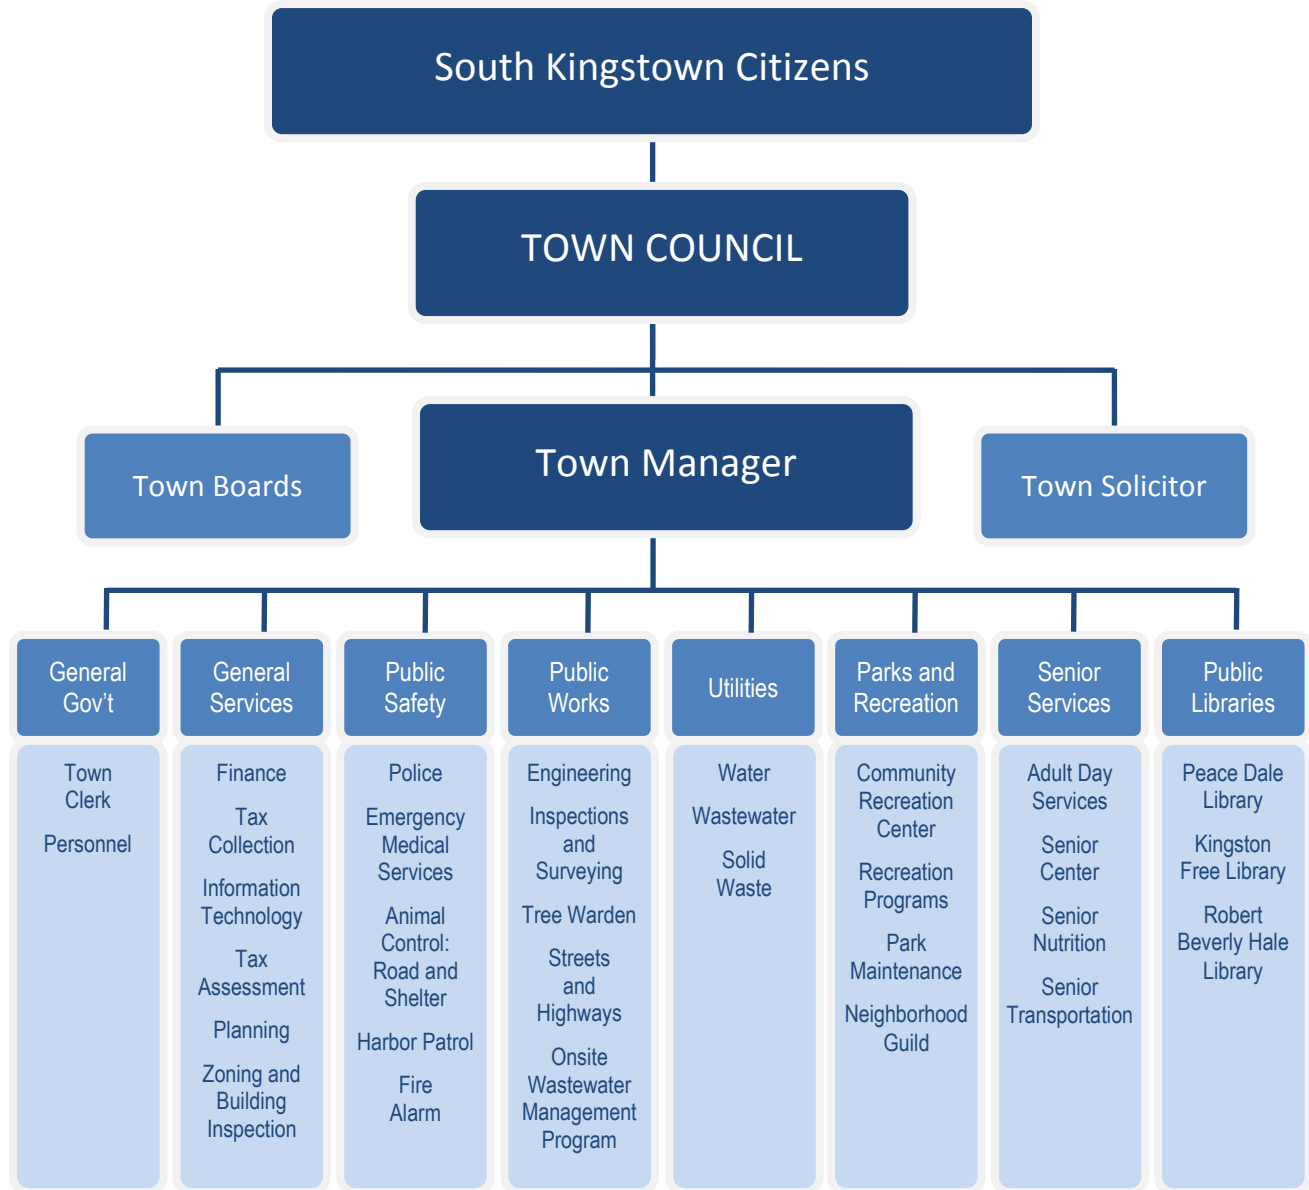 South Kingstown Citizens
TOWN COUNCIL
Town Boards
Town Manager
Town Solicitor
General
Gov't
Town
Clerk
Personnel
General
Services
Finance
Tax
Collection
Information
Technology
Tax
Assessment
Planning
Zoning and
Building
Inspection
Public
Safety
Police
Emergency
Medical
Services
Animal
Control:
Road and
Shelter
Harbor Patrol
Fire
Alarm
Public
Works
Engineering
Inspections
and
Surveying
Tree Warden
Streets
and
Highways
Onsite
Wastewater
Management
Program
Utilities
Water
Wastewater
Solid
Waste
Parks and
Recreation
Community
Recreation
Center
Recreation
Programs
Park
Maintenance
Neighborhood
Guild
Senior
Services
Adult Day
Services
Senior
Center
Senior
Nutrition
Senior
Transportation
Public
Libraries
Peace Dale
Library
Kingston
Free Library
Robert
Beverly Hale
Library